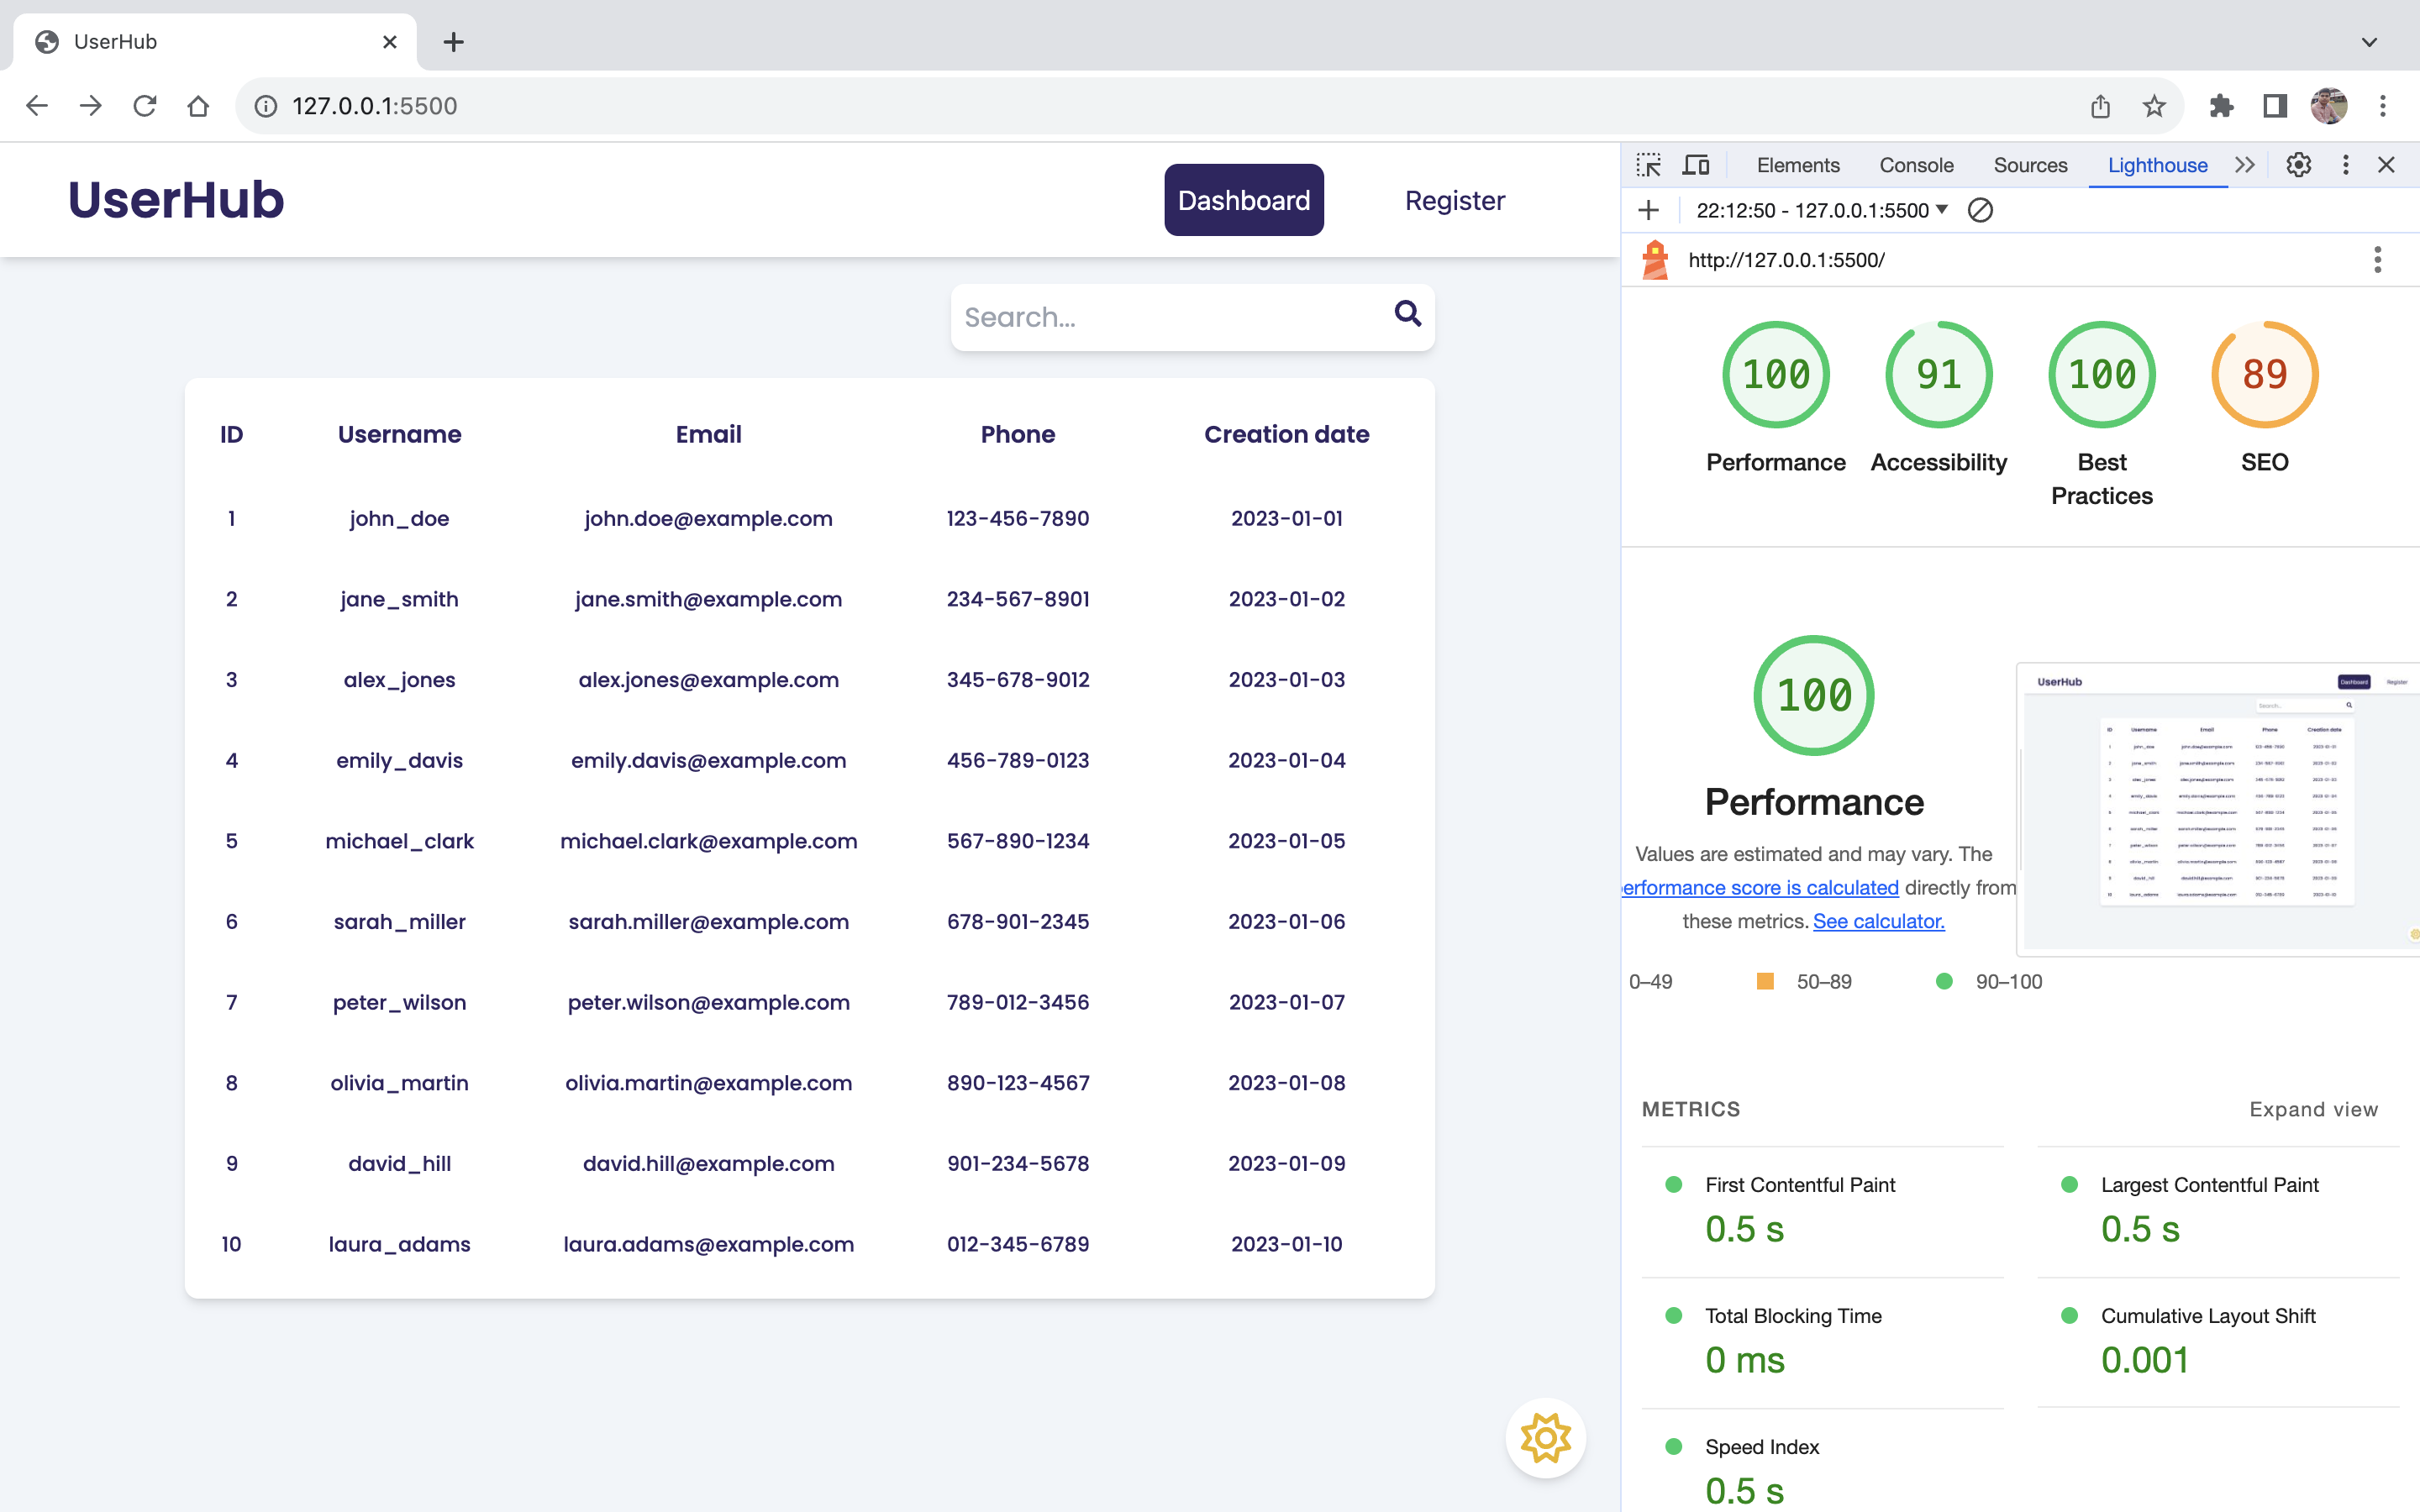 UserHub
127.0.0.1:5500
UserHub
Dashboard
Register
Search...
ID Username Email Phone Creation date
1 john_doe john.doe@example.com 123-456-7890 2023-01-01
2 jane_smith jane.smith@example.com 234-567-8901 2023-01-02
3 alex_jones alex.jones@example.com 345-678-9012 2023-01-03
4 emily_davis emily.davis@example.com 456-789-0123 2023-01-04
5 michael_clark michael.clark@example.com 567-890-1234 2023-01-05
6 sarah_miller sarah.miller@example.com 678-901-2345 2023-01-06
7 peter_wilson peter.wilson@example.com 789-012-3456 2023-01-07
8 olivia_martin olivia.martin@example.com 890-123-4567 2023-01-08
9 david_hill david.hill@example.com 901-234-5678 2023-01-09
10 laura_adams laura.adams@example.com 012-345-6789 2023-01-10
Elements Console Sources Lighthouse
22:12:50 - 127.0.0.1:5500
http://127.0.0.1:5500/
100 91 100 89
Performance Accessibility Best Practices SEO
100
Performance
Values are estimated and may vary. The
erformance score is calculated directly from
these metrics. See calculator.
0–49 50–89 90–100
UserHub
Dashboard
Register
Search...
ID Username Email Phone Creation date
METRICS
Expand view
First Contentful Paint
0.5 s
Largest Contentful Paint
0.5 s
Total Blocking Time
0 ms
Cumulative Layout Shift
0.001
Speed Index
0.5 s